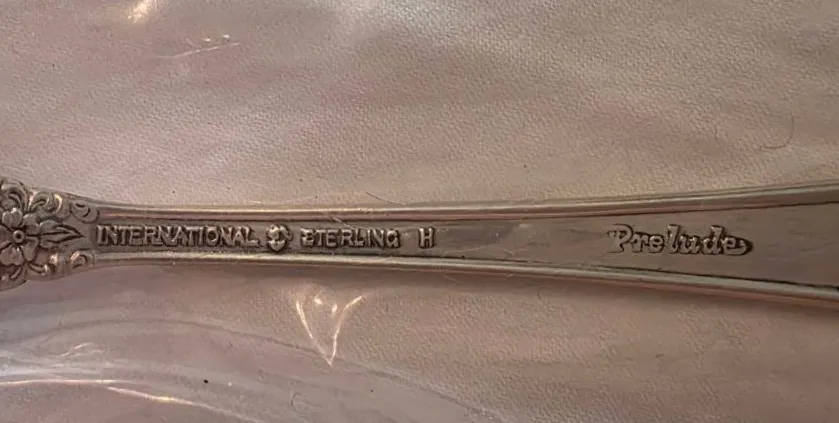 INTERNATIONAL STERLING H
Prelude